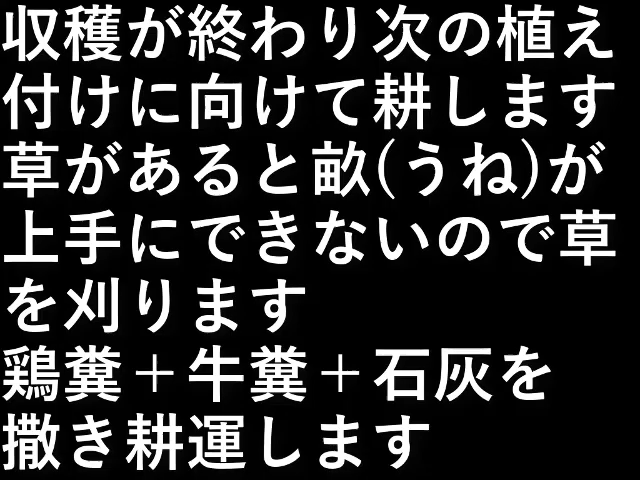 収穫が終わり次の植え
付けに向けて耕します
草があると畝(うね)が
上手にできないので草
を刈ります
鶏糞＋牛糞＋石灰を
撒き耕運します